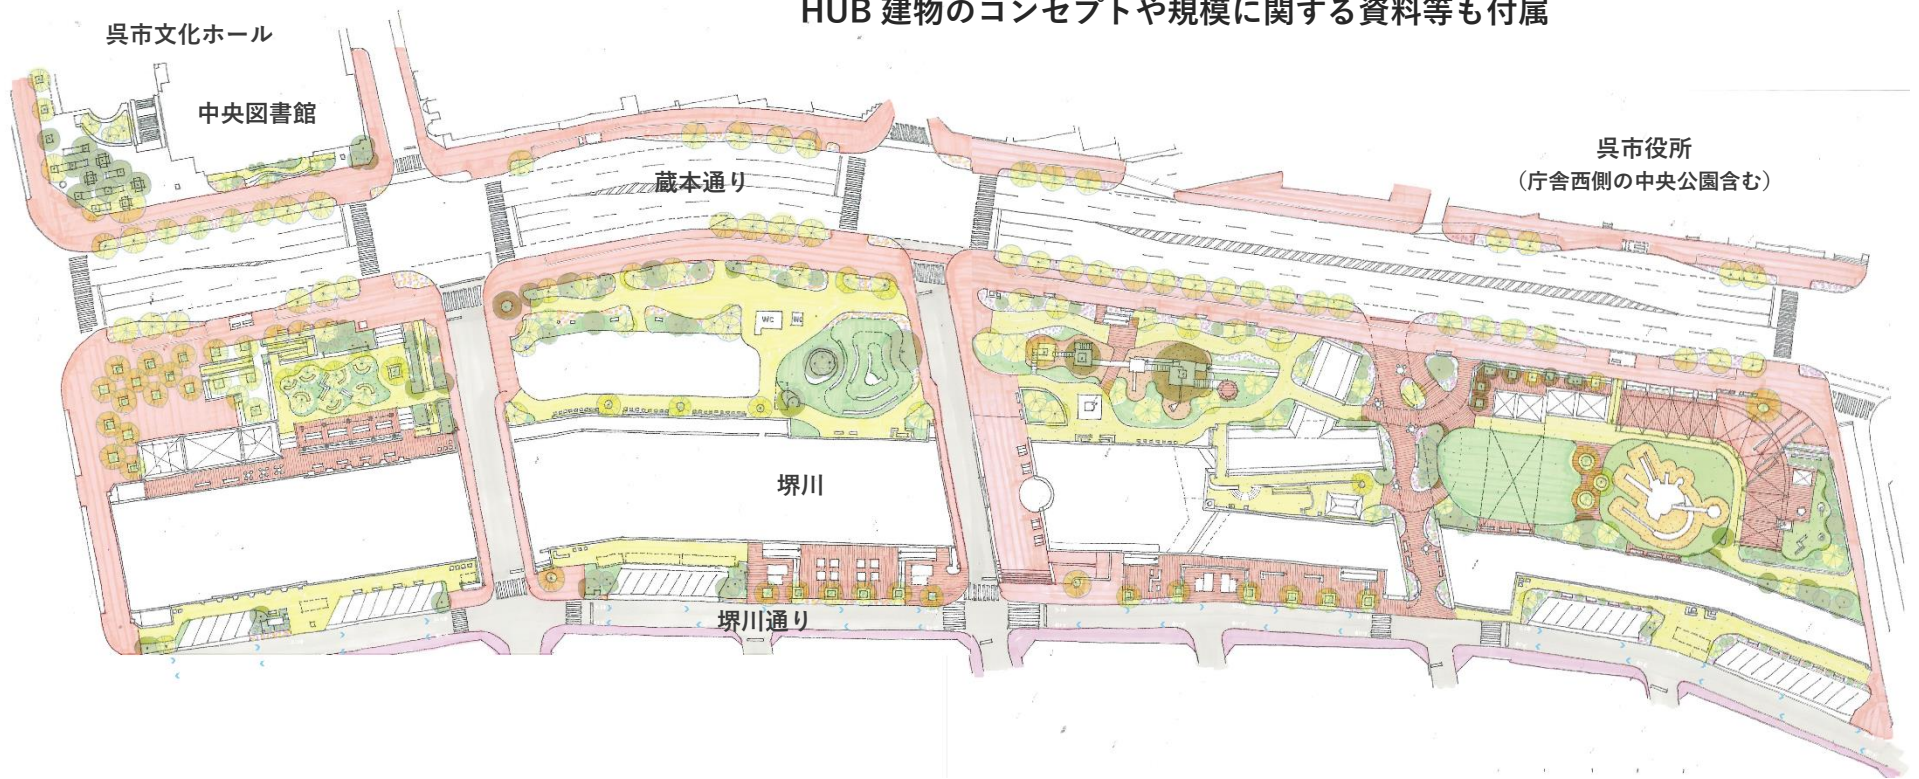 HUB 建物のコンセプトや規模に関する資料等も付属
呉市文化ホール
中央図書館
呉市役所
（庁舎西側の中央公園含む）
蔵本通り
WC
WC
堺川
堺川通り